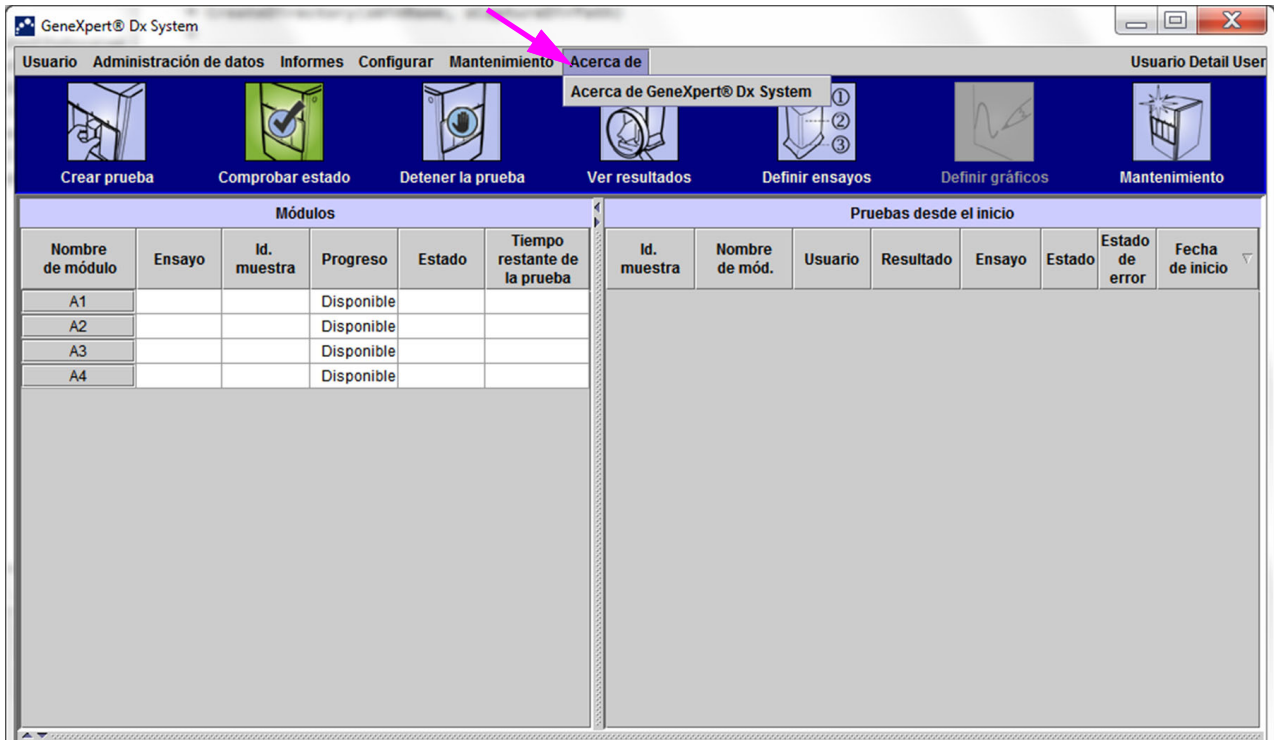 GeneXpert® Dx System
Usuario Administración de datos Informes Configurar Mantenimiento Acerca de Usuario Detail User
Acerca de GeneXpert® Dx System
①
②
③
Crear prueba Comprobar estado Detener la prueba Ver resultados Definir ensayos Definir gráficos Mantenimiento
Módulos
Nombre de módulo Ensayo Id. muestra Progreso Estado Tiempo restante de la prueba
A1 Disponible
A2 Disponible
A3 Disponible
A4 Disponible
Pruebas desde el inicio
Id. muestra Nombre de mód. Usuario Resultado Ensayo Estado Estado de error Fecha de inicio